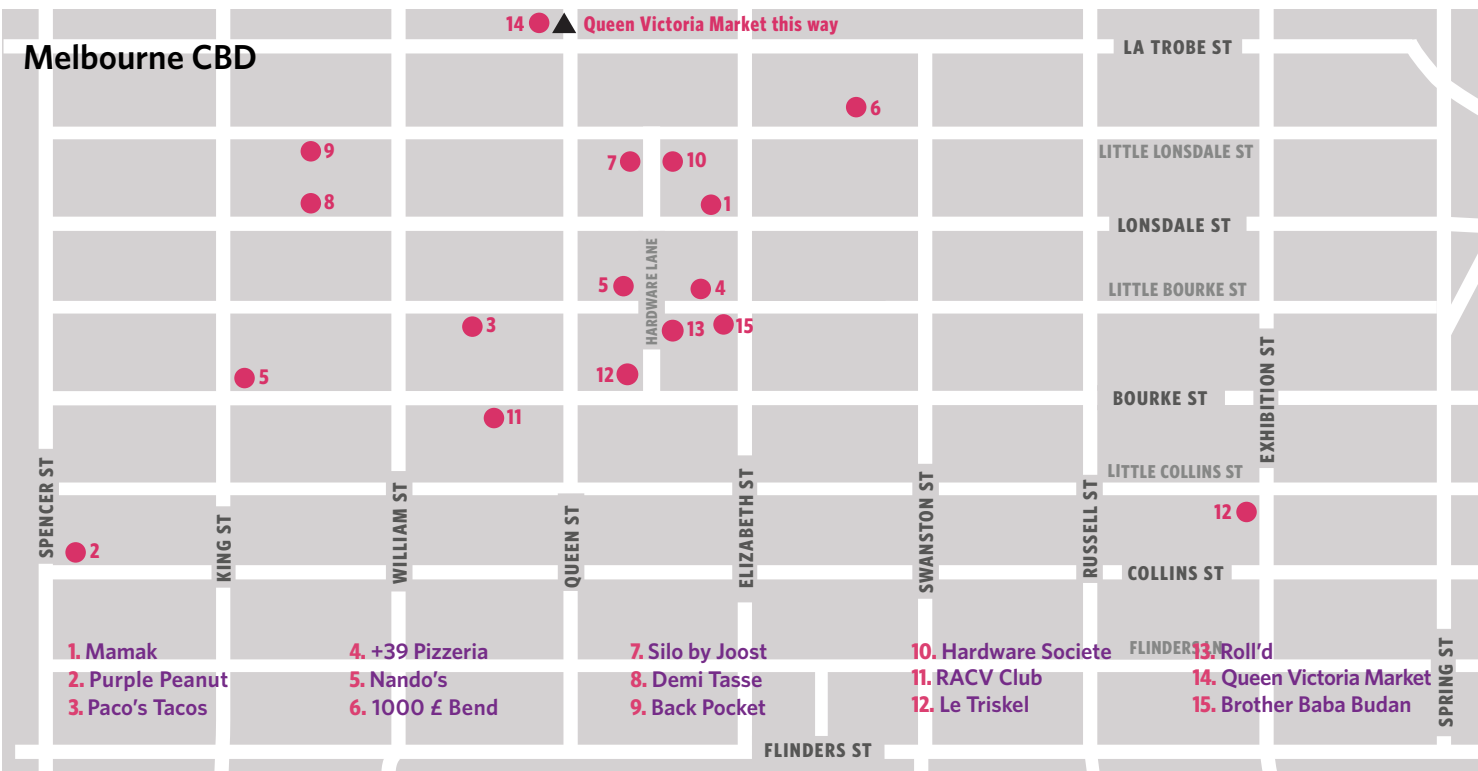 14 Queen Victoria Market this way
LA TROBE ST
Melbourne CBD
6
9
LITTLE LONSDALE ST
7
10
8
1
LONSDALE ST
HARDWARE LANE
5
4
LITTLE BOURKE ST
3
13
15
12
5
EXHIBITION ST
BOURKE ST
11
LITTLE COLLINS ST
SPENCER ST
KING ST
WILLIAM ST
QUEEN ST
ELIZABETH ST
SWANSTON ST
RUSSELL ST
12
2
COLLINS ST
FLINDERS LN
SPRING ST
1. Mamak
2. Purple Peanut
3. Paco's Tacos
4. +39 Pizzeria
5. Nando's
6. 1000 £ Bend
7. Silo by Joost
8. Demi Tasse
9. Back Pocket
10. Hardware Societe
11. RACV Club
12. Le Triskel
13. Roll'd
14. Queen Victoria Market
15. Brother Baba Budan
FLINDERS ST